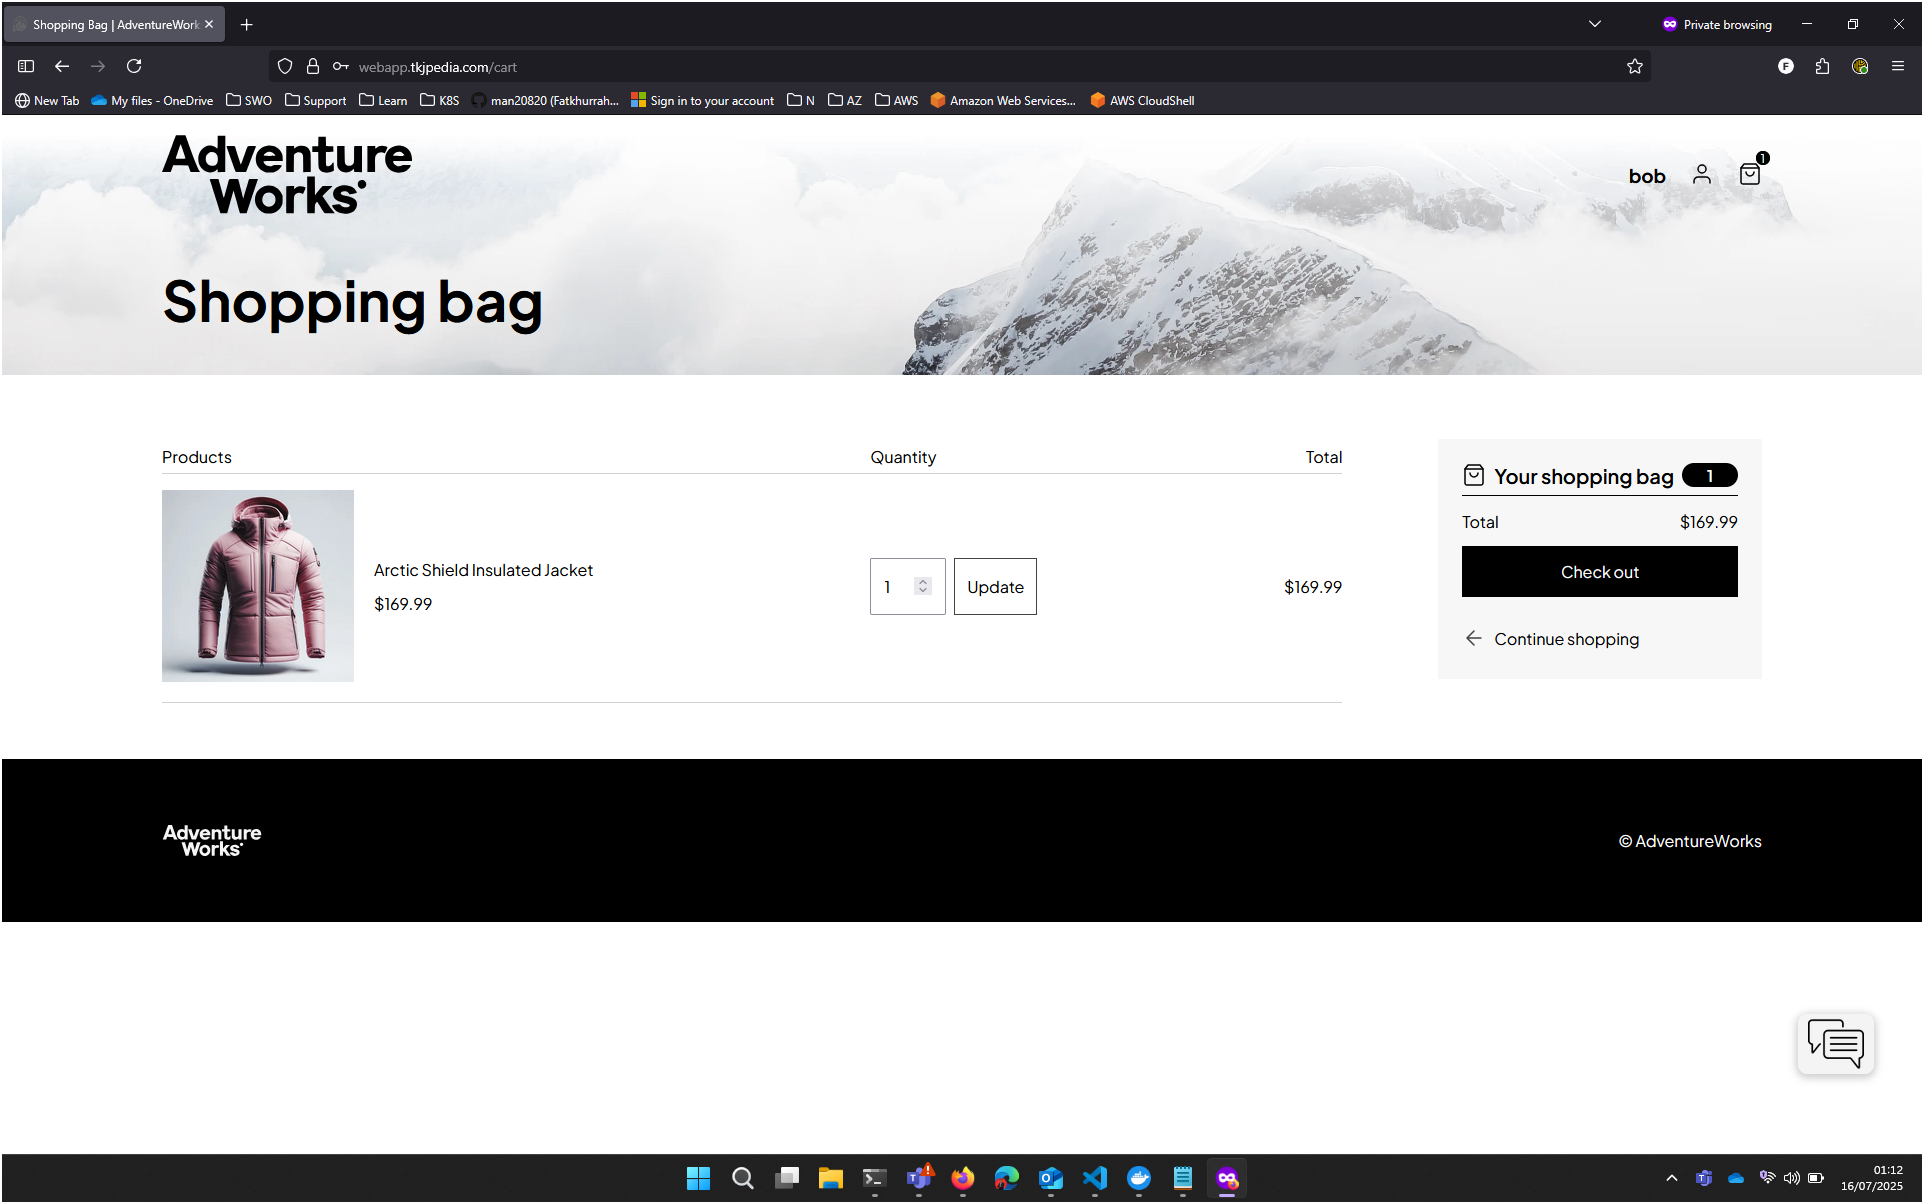 Shopping Bag | AdventureWork
Private browsing
webapp.tkjpedia.com/cart
F
New Tab
My files - OneDrive
SWO
Support
Learn
K8S
man20820 (Fatkhurrah...
Sign in to your account
N
AZ
AWS
Amazon Web Services...
AWS CloudShell
Adventure
Works
bob
1
Shopping bag
Products Quantity Total
Arctic Shield Insulated Jacket
$169.99
1
Update
$169.99
Your shopping bag 1
Total $169.99
Check out
Continue shopping
Adventure
Works
© AdventureWorks
01:12
16/07/2025